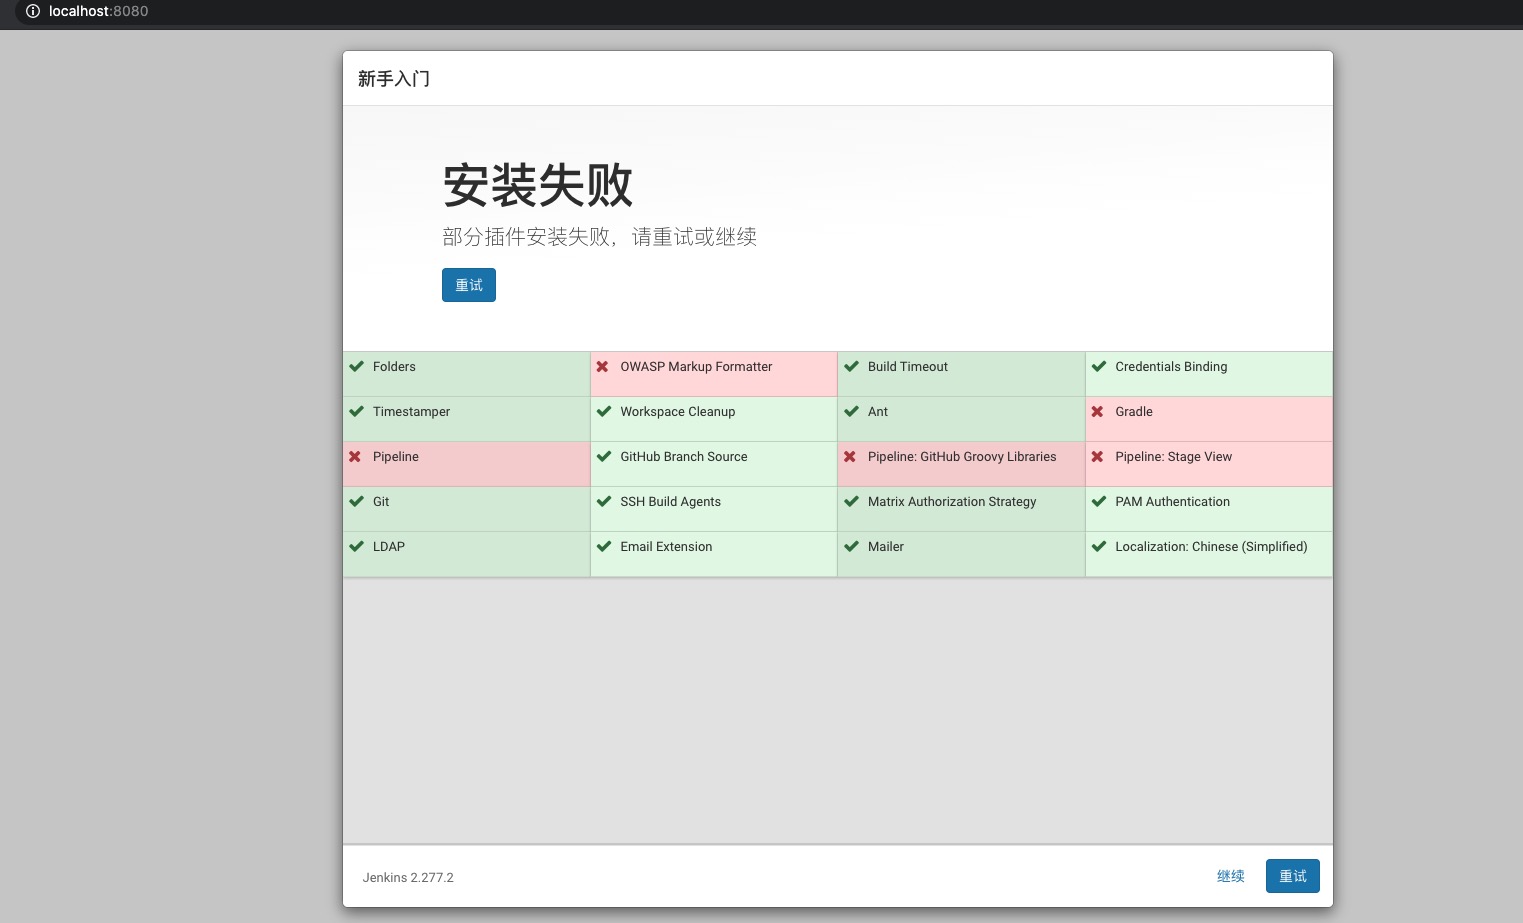 localhost:8080
新手入门
安装失败
部分插件安装失败，请重试或继续
重试
Folders
OWASP Markup Formatter
Build Timeout
Credentials Binding
Timestamper
Workspace Cleanup
Ant
Gradle
Pipeline
GitHub Branch Source
Pipeline: GitHub Groovy Libraries
Pipeline: Stage View
Git
SSH Build Agents
Matrix Authorization Strategy
PAM Authentication
LDAP
Email Extension
Mailer
Localization: Chinese (Simplified)
Jenkins 2.277.2
继续
重试